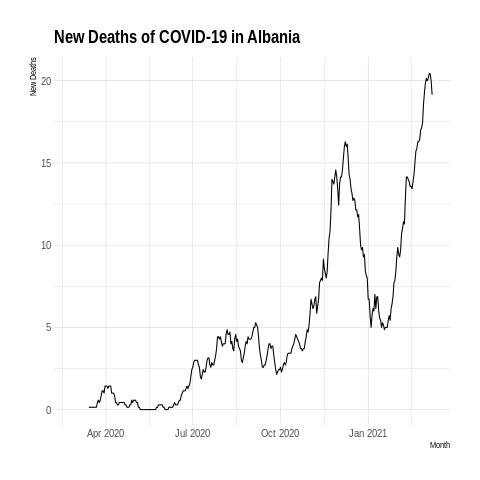 New Deaths of COVID-19 in Albania
New Deaths
20
15
10
5
0
Apr 2020 Jul 2020 Oct 2020 Jan 2021
Month